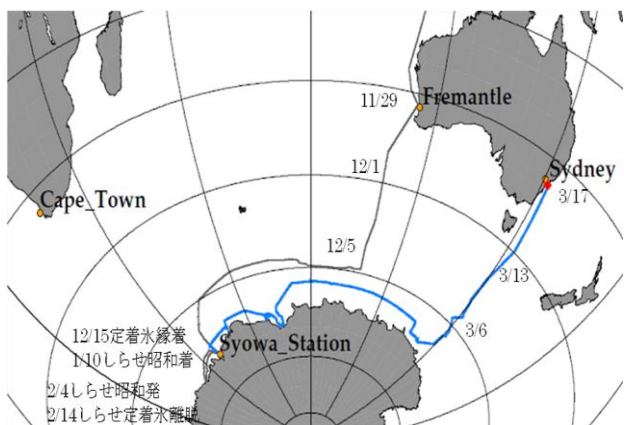 11/29
Fremantle
12/1
Sydney
3/17
Cape_Town
12/5
3/13
3/6
12/15定着氷縁着
Syowa_Station
1/10しらせ昭和着
2/4しらせ昭和発
2/14しらせ定着氷離脱